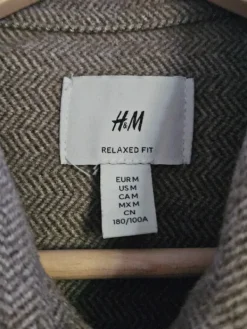 H&M
RELAXED FIT
EUR M
US M
CA M
MX M
CN
180/100A